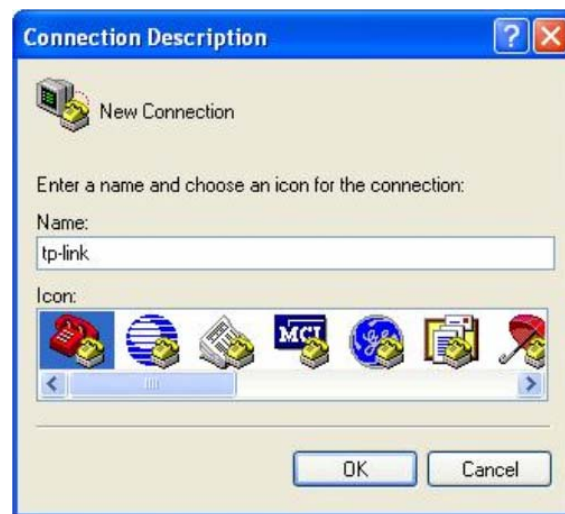 Connection Description
New Connection
Enter a name and choose an icon for the connection:
Name:
tp-link
Icon:
MCI
OK
Cancel